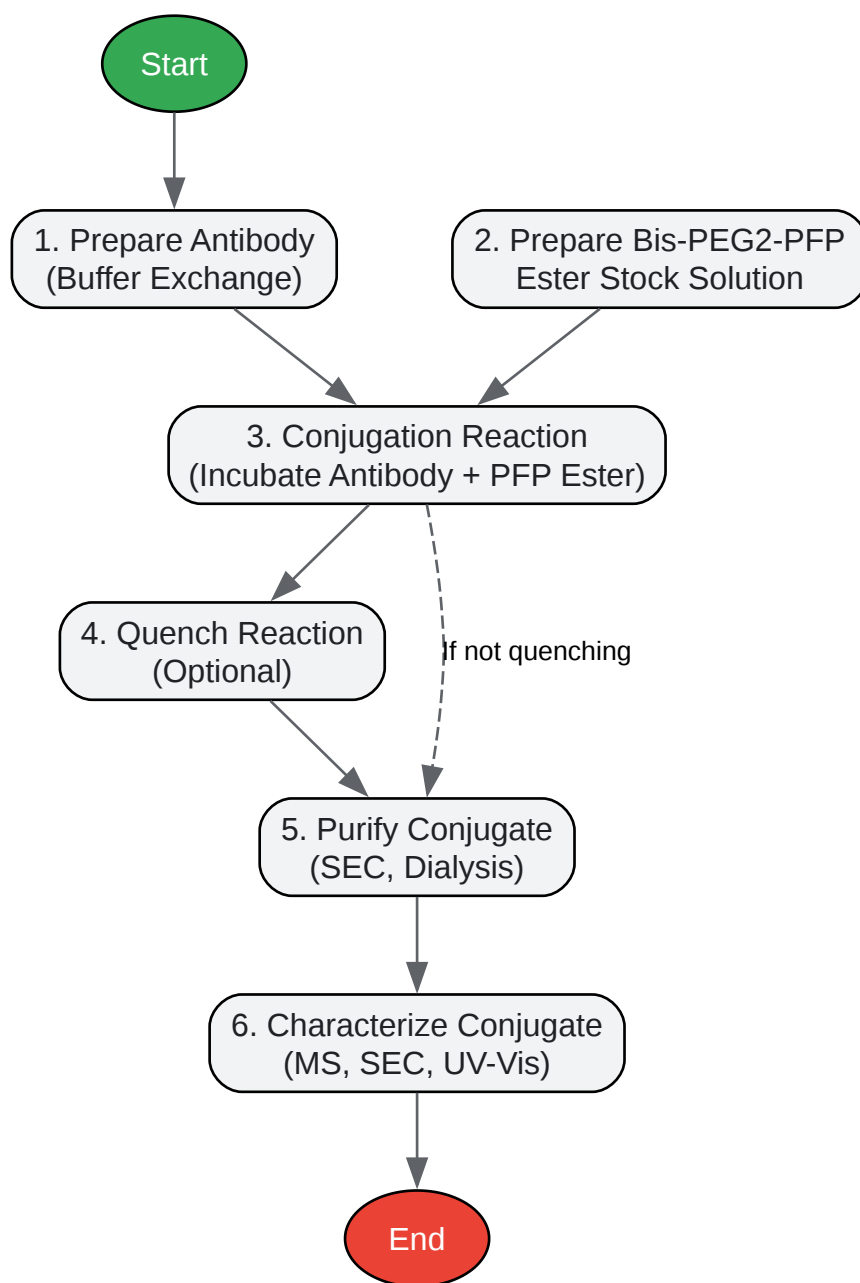 Start
1. Prepare Antibody
(Buffer Exchange)
2. Prepare Bis-PEG2-PFP
Ester Stock Solution
3. Conjugation Reaction
(Incubate Antibody + PFP Ester)
4. Quench Reaction
(Optional)
If not quenching
5. Purify Conjugate
(SEC, Dialysis)
6. Characterize Conjugate
(MS, SEC, UV-Vis)
End